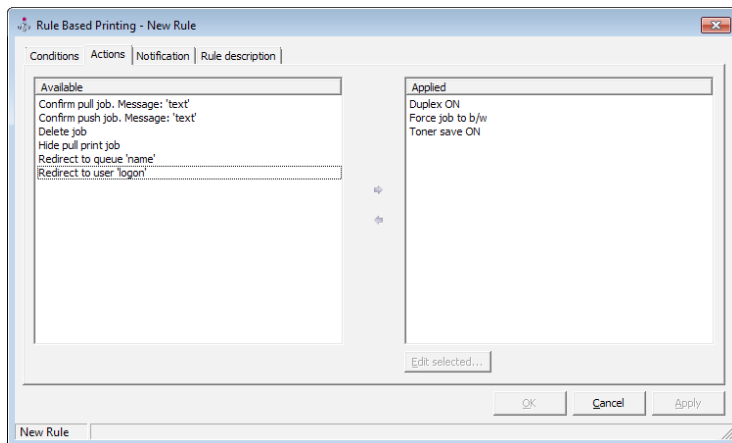 Rule Based Printing - New Rule
Conditions Actions Notification Rule description
Available
Confirm pull job. Message: 'text'
Confirm push job. Message: 'text'
Delete job
Hide pull print job
Redirect to queue 'name'
Redirect to user 'logon'
Applied
Duplex ON
Force job to b/w
Toner save ON
Edit selected...
OK Cancel Apply
New Rule